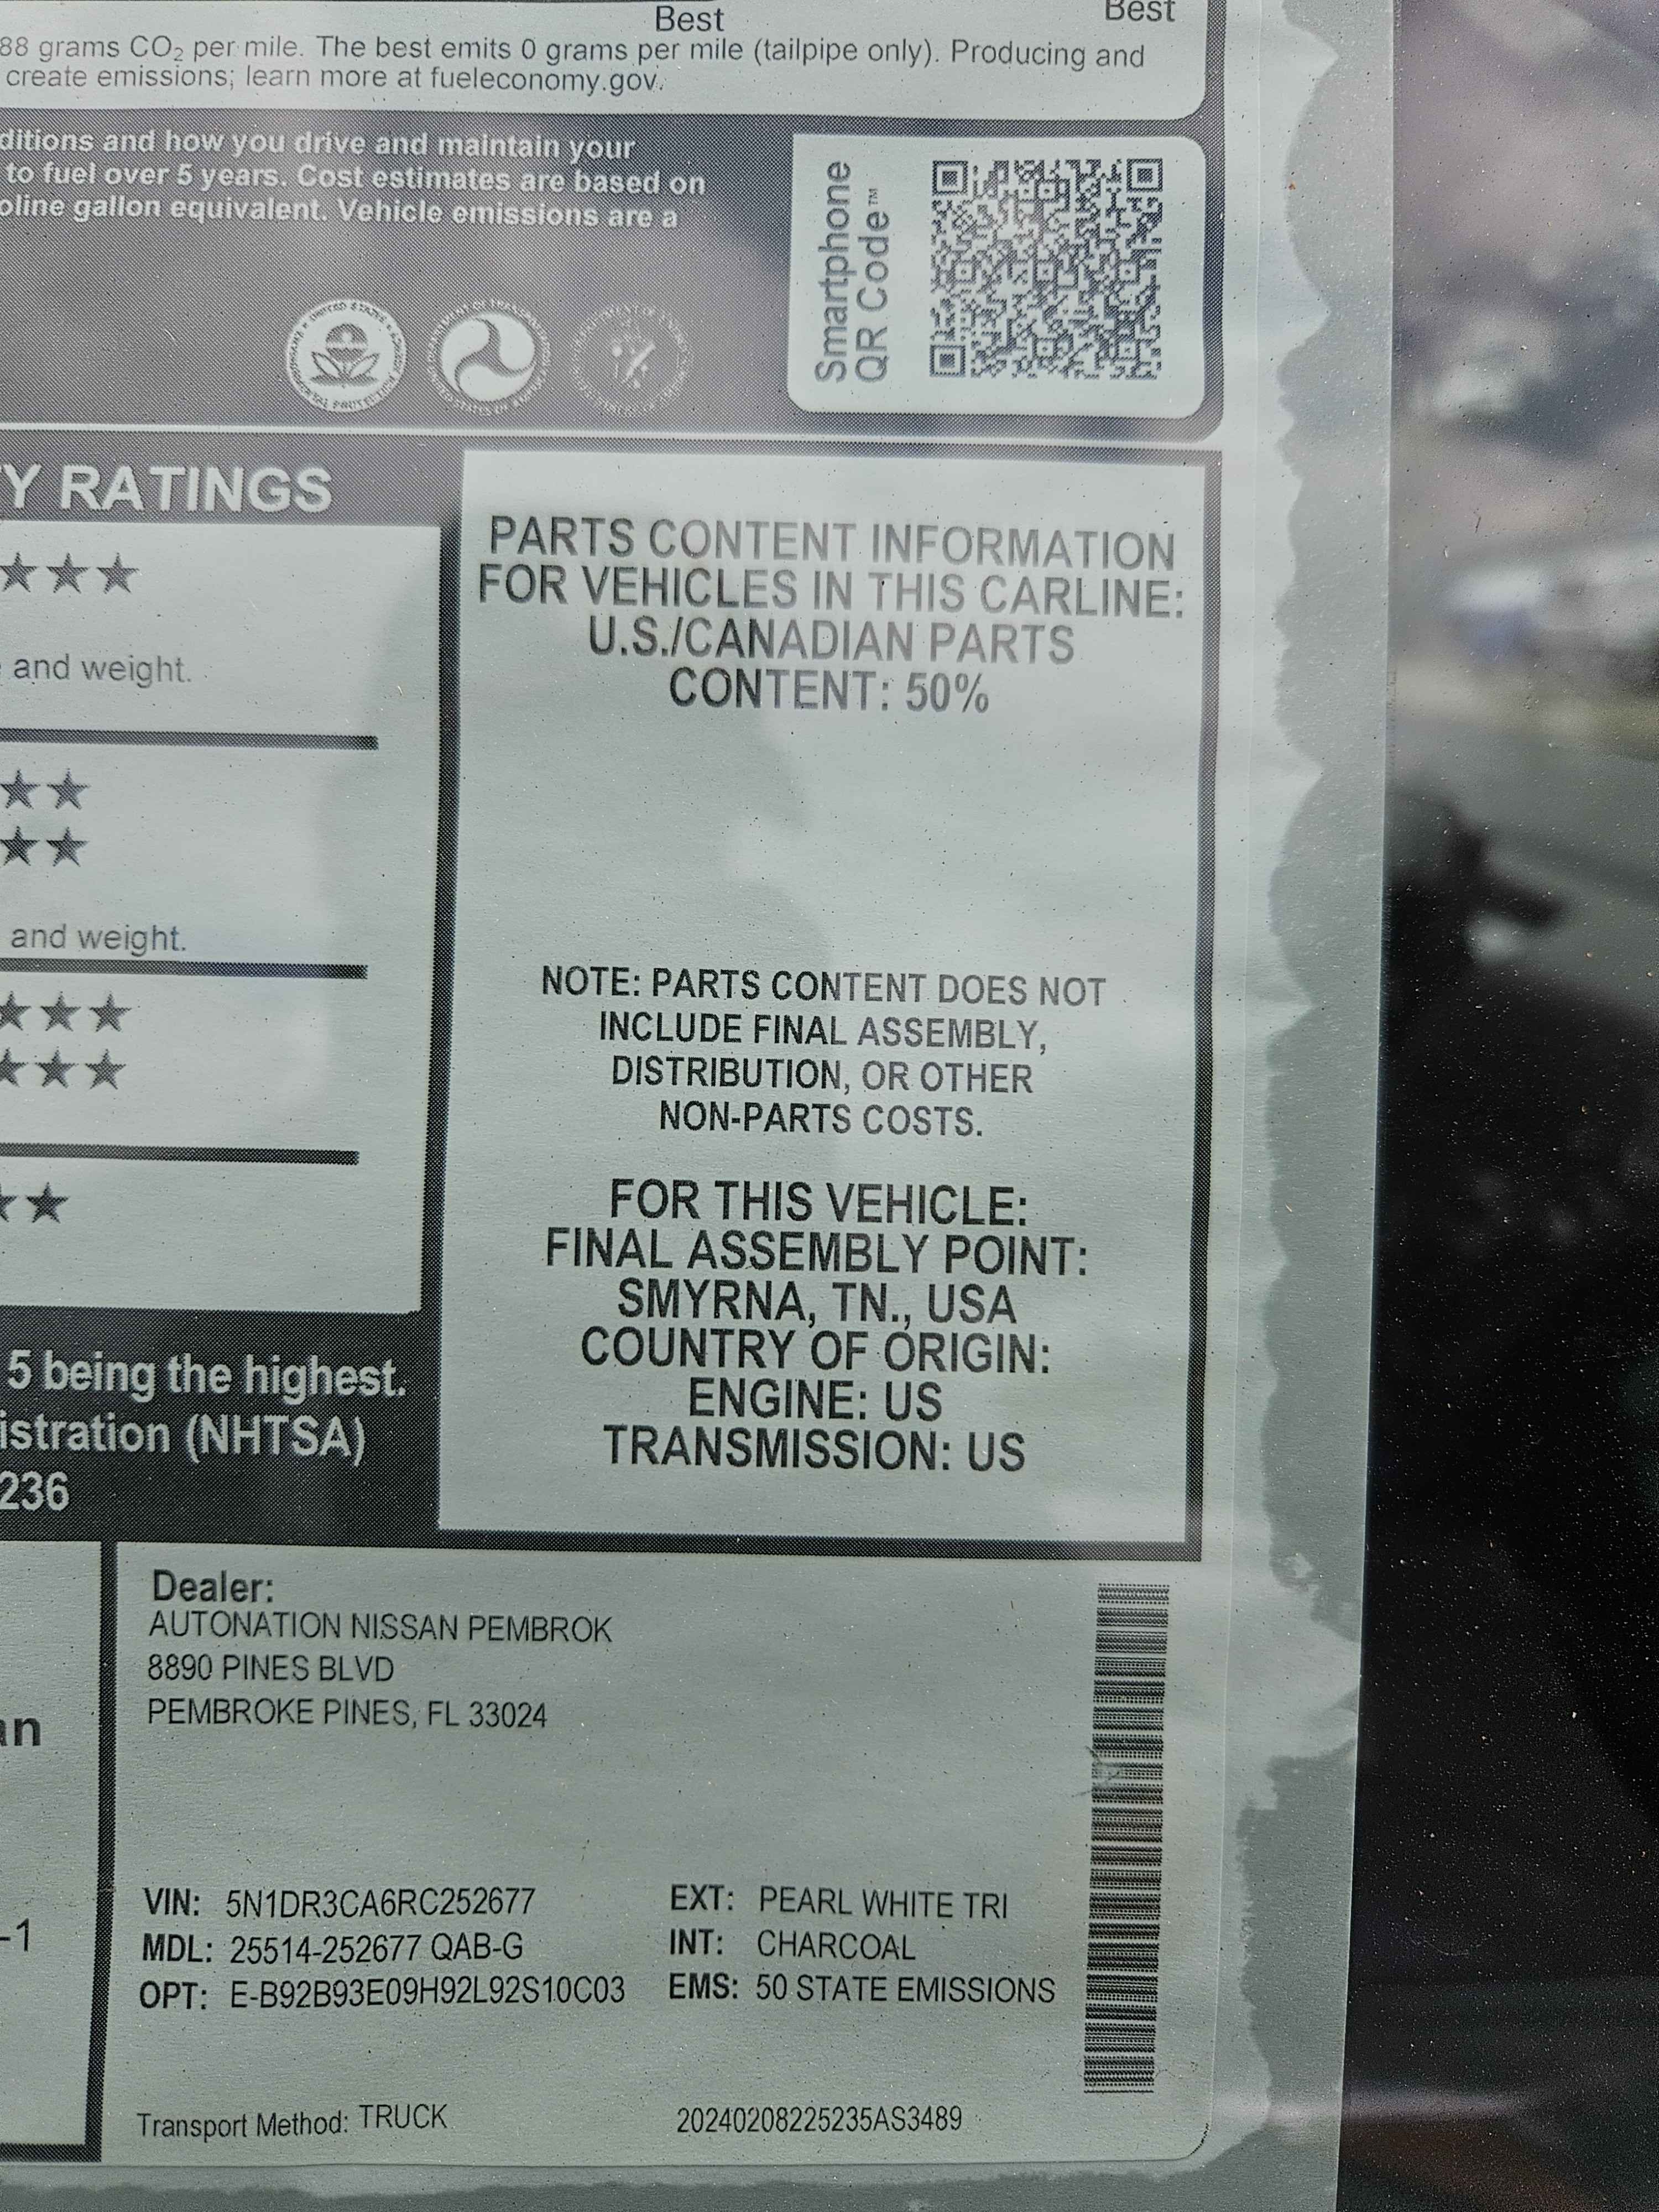 Best
Best
88 grams CO2 per mile. The best emits 0 grams per mile (tailpipe only). Producing and
create emissions; learn more at fueleconomy.gov.
ditions and how you drive and maintain your
to fuel over 5 years. Cost estimates are based on
oline gallon equivalent. Vehicle emissions are a
Smartphone
QR Code™
Y RATINGS
and weight.
and weight.
5 being the highest.
istration (NHTSA)
236
PARTS CONTENT INFORMATION
FOR VEHICLES IN THIS CARLINE:
U.S./CANADIAN PARTS
CONTENT: 50%
NOTE: PARTS CONTENT DOES NOT
INCLUDE FINAL ASSEMBLY,
DISTRIBUTION, OR OTHER
NON-PARTS COSTS.
FOR THIS VEHICLE:
FINAL ASSEMBLY POINT:
SMYRNA, TN., USA
COUNTRY OF ORIGIN:
ENGINE: US
TRANSMISSION: US
an
-1
Dealer:
AUTONATION NISSAN PEMBROK
8890 PINES BLVD
PEMBROKE PINES, FL 33024
VIN: 5N1DR3CA6RC252677
EXT: PEARL WHITE TRI
MDL: 25514-252677 QAB-G
INT: CHARCOAL
OPT: E-B92B93E09H92L92S10C03
EMS: 50 STATE EMISSIONS
Transport Method: TRUCK
20240208225235AS3489